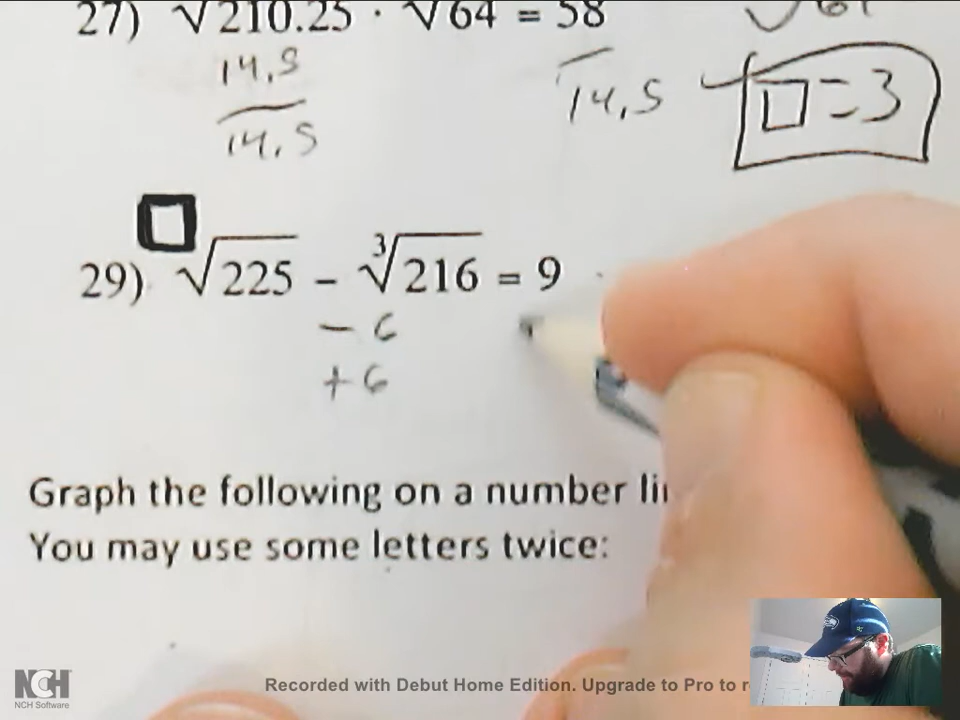 27) √210.25 · √64 = 58
14.5
14.5
14.5
□ = 3
□
29) √225 - ∛216 = 9
- 6
+ 6
Graph the following on a number
You may use some letters twice:
NCH
NCH Software
Recorded with Debut Home Edition. Upgrade to Pro to